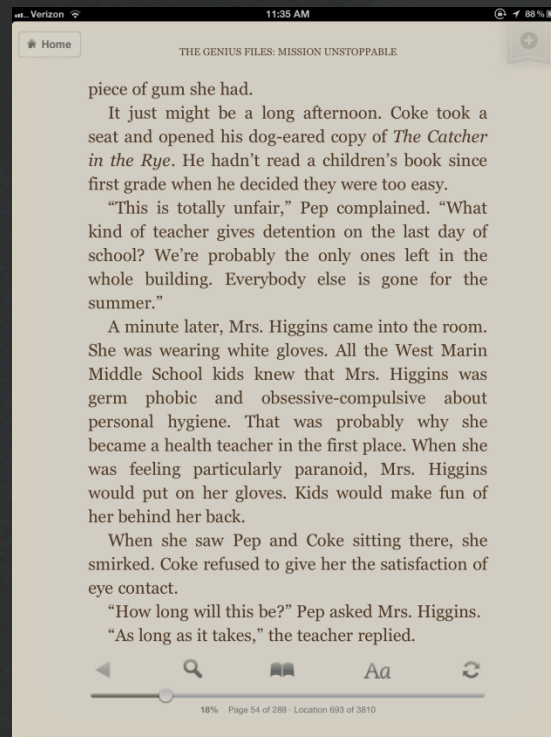 Verizon
11:35 AM
88%
Home
THE GENIUS FILES: MISSION UNSTOPPABLE
piece of gum she had.
It just might be a long afternoon. Coke took a
seat and opened his dog-eared copy of The Catcher
in the Rye. He hadn’t read a children’s book since
first grade when he decided they were too easy.
“This is totally unfair,” Pep complained. “What
kind of teacher gives detention on the last day of
school? We’re probably the only ones left in the
whole building. Everybody else is gone for the
summer.”
A minute later, Mrs. Higgins came into the room.
She was wearing white gloves. All the West Marin
Middle School kids knew that Mrs. Higgins was
germ phobic and obsessive-compulsive about
personal hygiene. That was probably why she
became a health teacher in the first place. When she
was feeling particularly paranoid, Mrs. Higgins
would put on her gloves. Kids would make fun of
her behind her back.
When she saw Pep and Coke sitting there, she
smirked. Coke refused to give her the satisfaction of
eye contact.
“How long will this be?” Pep asked Mrs. Higgins.
“As long as it takes,” the teacher replied.
Aa
18% Page 54 of 288 · Location 693 of 3810